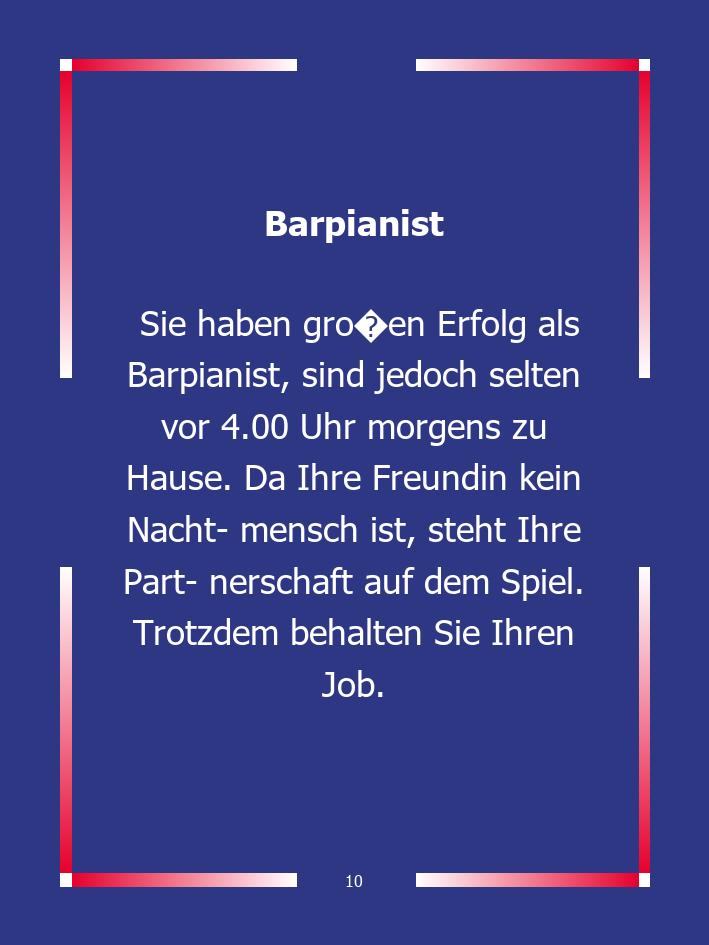 Barpianist
Sie haben gro�en Erfolg als
Barpianist, sind jedoch selten
vor 4.00 Uhr morgens zu
Hause. Da Ihre Freundin kein
Nacht- mensch ist, steht Ihre
Part- nerschaft auf dem Spiel.
Trotzdem behalten Sie Ihren
Job.
10